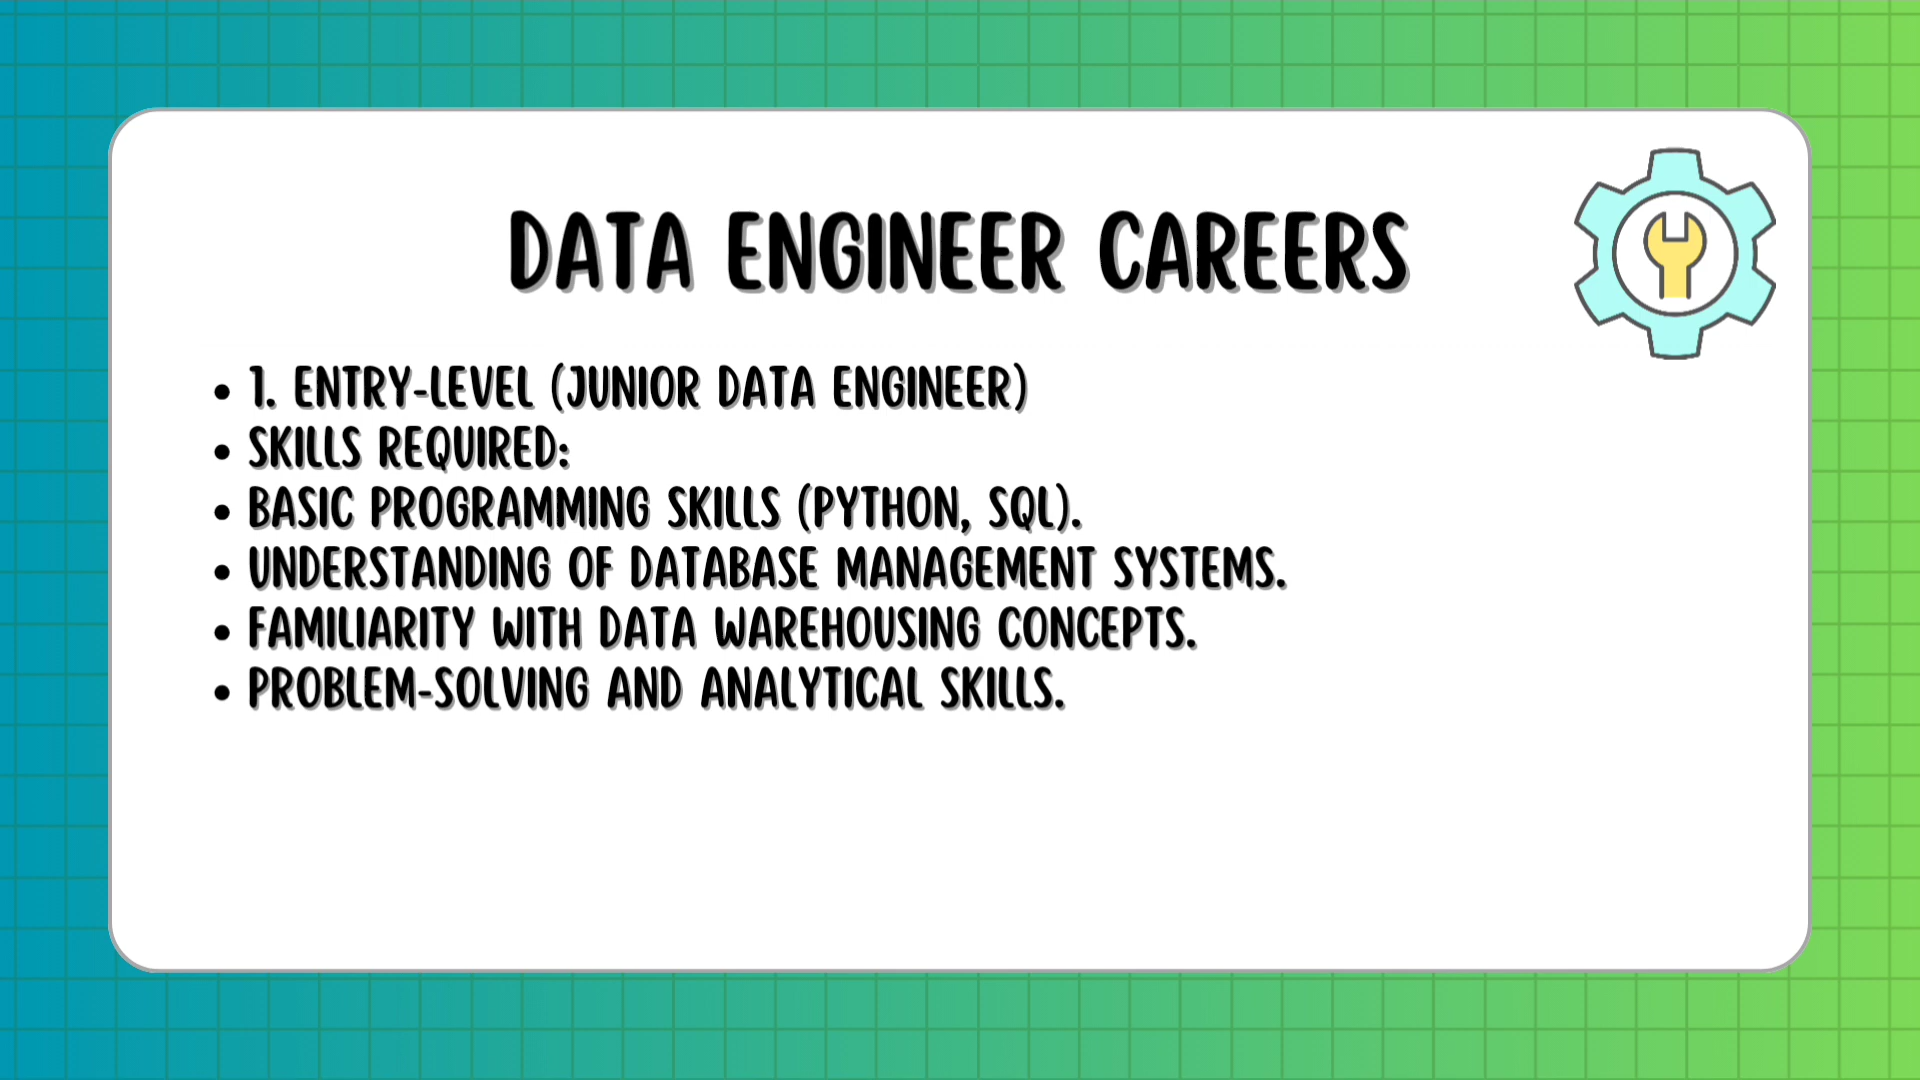 DATA ENGINEER CAREERS
• 1. ENTRY-LEVEL (JUNIOR DATA ENGINEER)
• SKILLS REQUIRED:
• BASIC PROGRAMMING SKILLS (PYTHON, SQL).
• UNDERSTANDING OF DATABASE MANAGEMENT SYSTEMS.
• FAMILIARITY WITH DATA WAREHOUSING CONCEPTS.
• PROBLEM-SOLVING AND ANALYTICAL SKILLS.